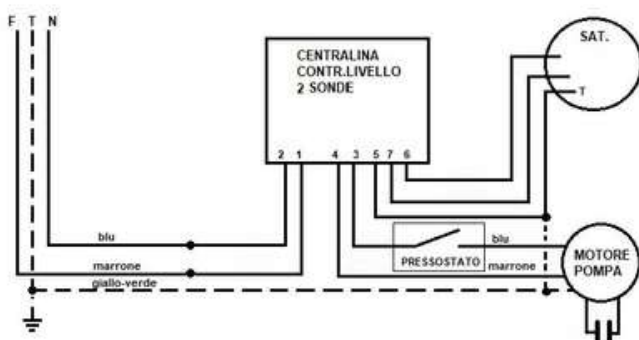 F T N
CENTRALINA
CONTR.LIVELLO
2 SONDE
2 1 4 3 5 7 6
SAT.
T
blu
marrone
giallo-verde
PRESSOSTATO
blu
marrone
MOTORE
POMPA